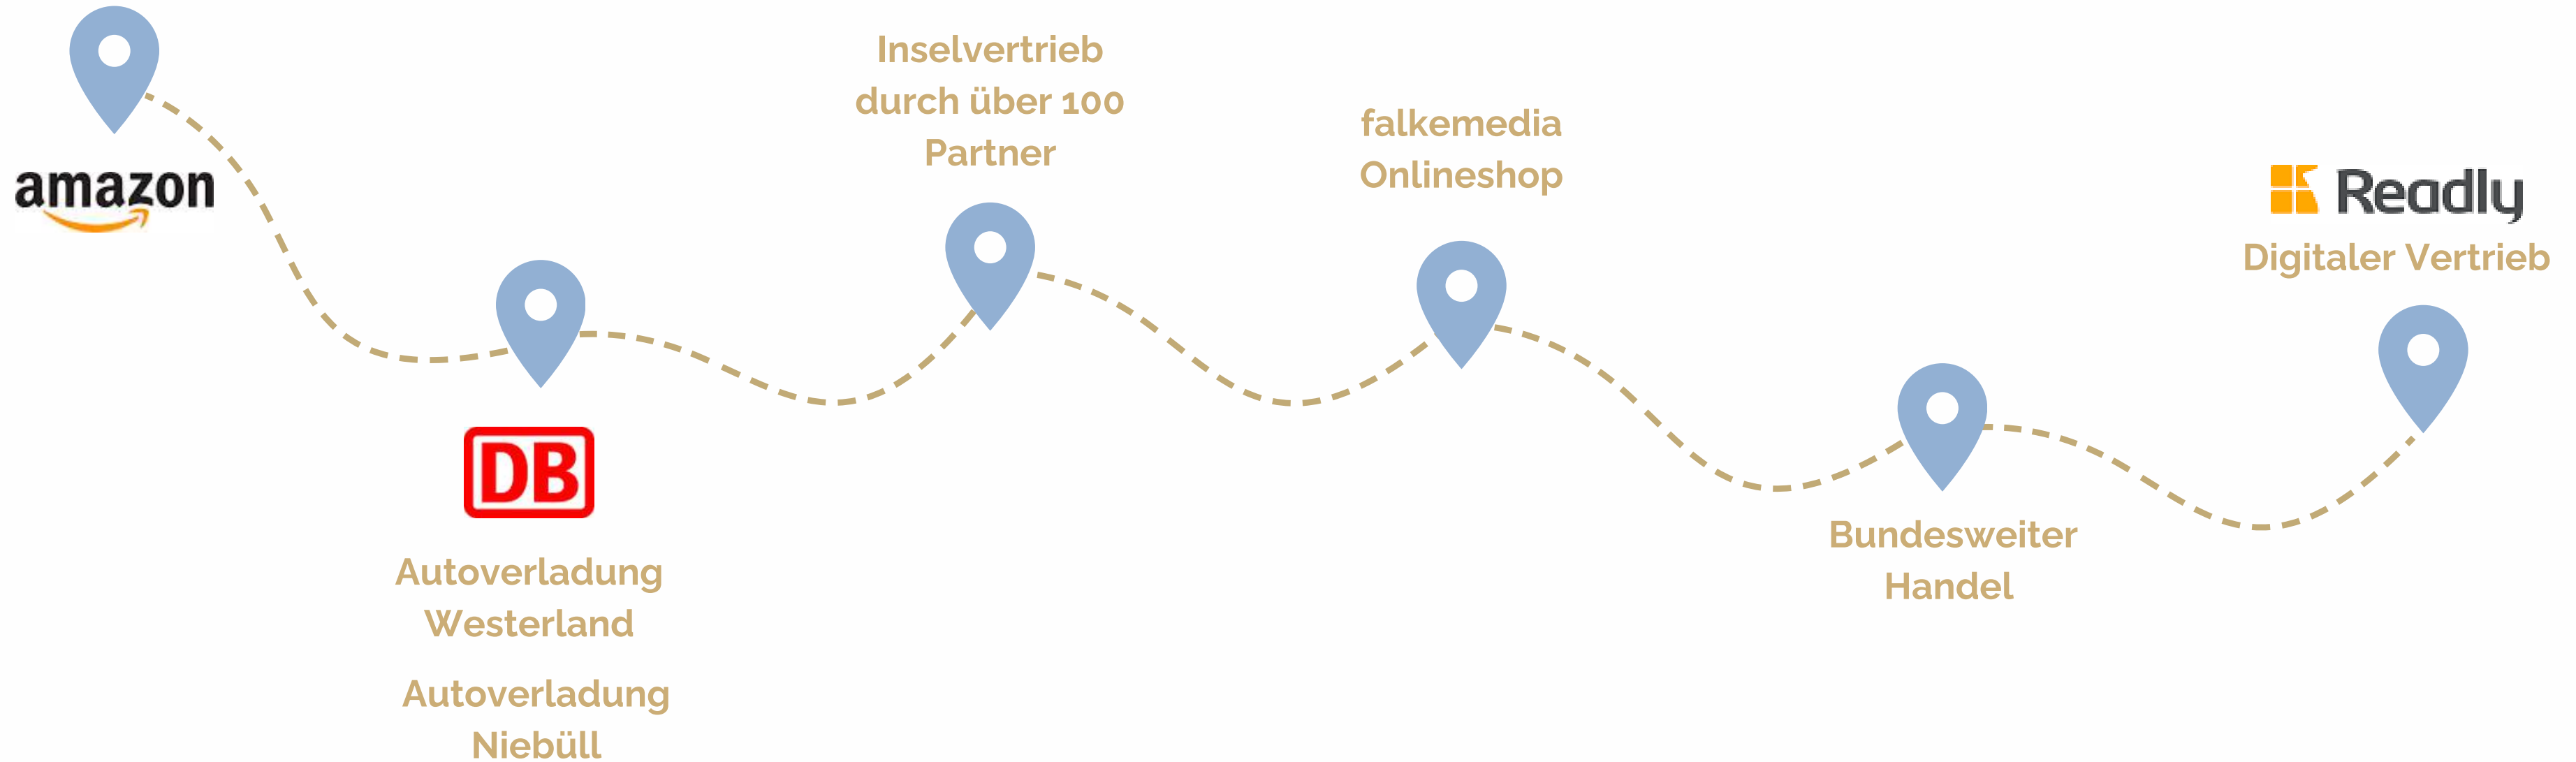 amazon
DB
Autoverladung
Westerland
Autoverladung
Niebüll
Inselvertrieb
durch über 100
Partner
falkemedia
Onlineshop
Bundesweiter
Handel
Readly
Digitaler Vertrieb